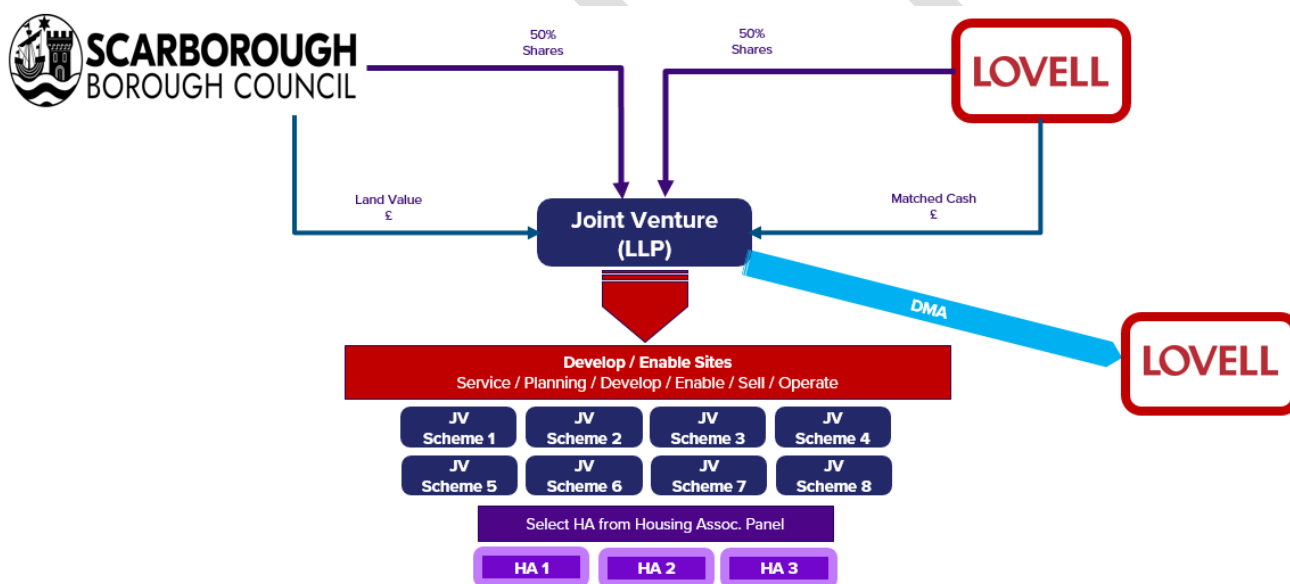 SCARBOROUGH
BOROUGH COUNCIL
50%
Shares
50%
Shares
LOVELL
Land Value
£
Matched Cash
£
Joint Venture
(LLP)
DMA
LOVELL
Develop / Enable Sites
Service / Planning / Develop / Enable / Sell / Operate
JV
Scheme 1
JV
Scheme 2
JV
Scheme 3
JV
Scheme 4
JV
Scheme 5
JV
Scheme 6
JV
Scheme 7
JV
Scheme 8
Select HA from Housing Assoc. Panel
HA 1
HA 2
HA 3